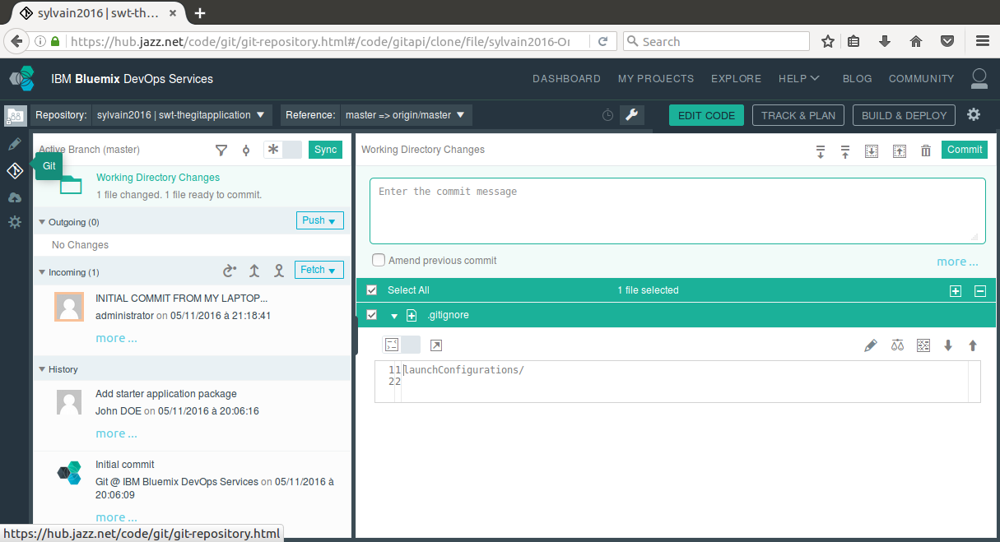 sylvain2016 | swt-th…
https://hub.jazz.net/code/git/git-repository.html#/code/gitapi/clone/file/sylvain2016-Or
Search
IBM Bluemix DevOps Services
DASHBOARD
MY PROJECTS
EXPLORE
HELP
BLOG
COMMUNITY
Repository:
sylvain2016 | swt-thegitapplication
Reference:
master => origin/master
EDIT CODE
TRACK & PLAN
BUILD & DEPLOY
Active Branch (master)
Sync
Git
Working Directory Changes
1 file changed. 1 file ready to commit.
Outgoing (0)
Push
No Changes
Incoming (1)
Fetch
INITIAL COMMIT FROM MY LAPTOP...
administrator on 05/11/2016 à 21:18:41
more ...
History
Add starter application package
John DOE on 05/11/2016 à 20:06:16
more ...
Initial commit
Git @ IBM Bluemix DevOps Services on 05/11/2016 à
20:06:09
more ...
https://hub.jazz.net/code/git/git-repository.html
Working Directory Changes
Commit
Enter the commit message
Amend previous commit
more ...
Select All
1 file selected
.gitignore
1 1 launchConfigurations/
2 2